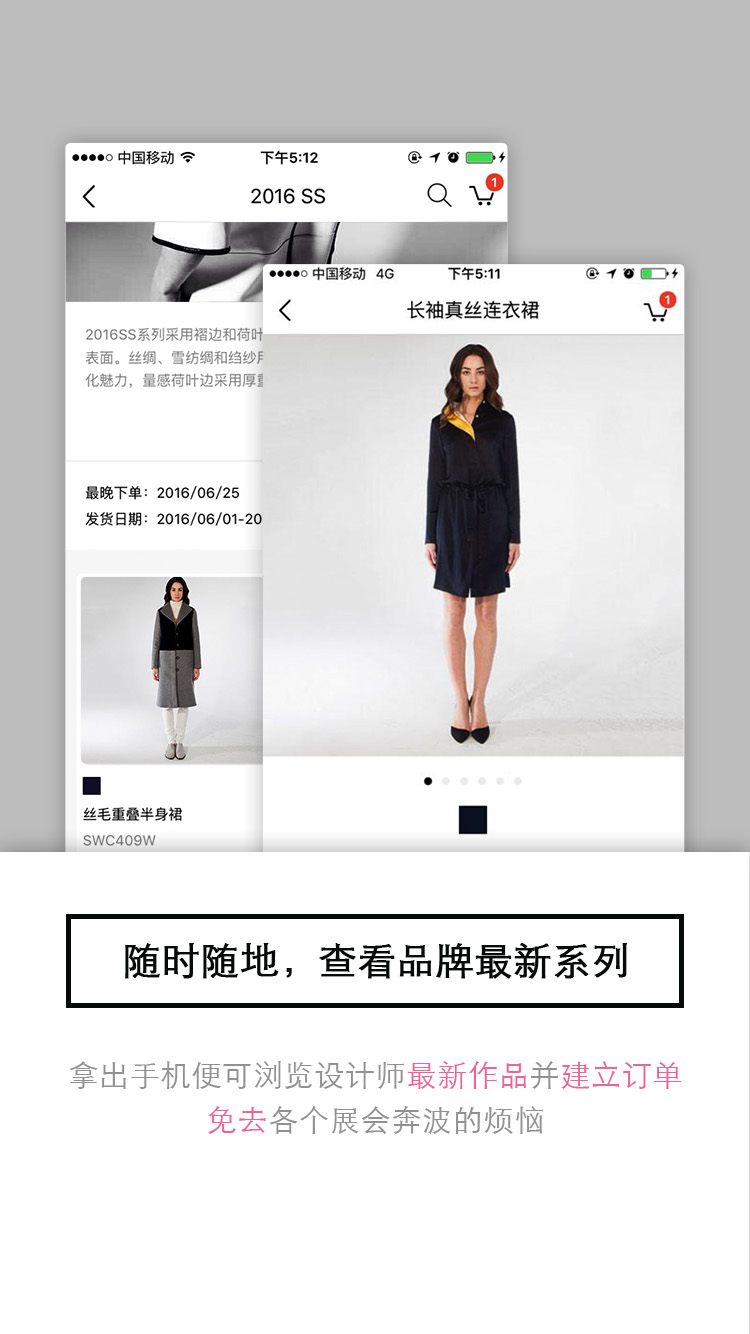 中国移动 下午5:12
2016 SS 1
2016SS系列采用褶边和荷叶
表面。丝绸、雪纺绸和绉纱
化魅力，量感荷叶边采用厚
最晚下单：2016/06/25
发货日期：2016/06/01-20
丝毛重叠半身裙
SWC409W
中国移动 4G 下午5:11
长袖真丝连衣裙 1
随时随地，查看品牌最新系列
拿出手机便可浏览设计师最新作品并建立订单
免去各个展会奔波的烦恼